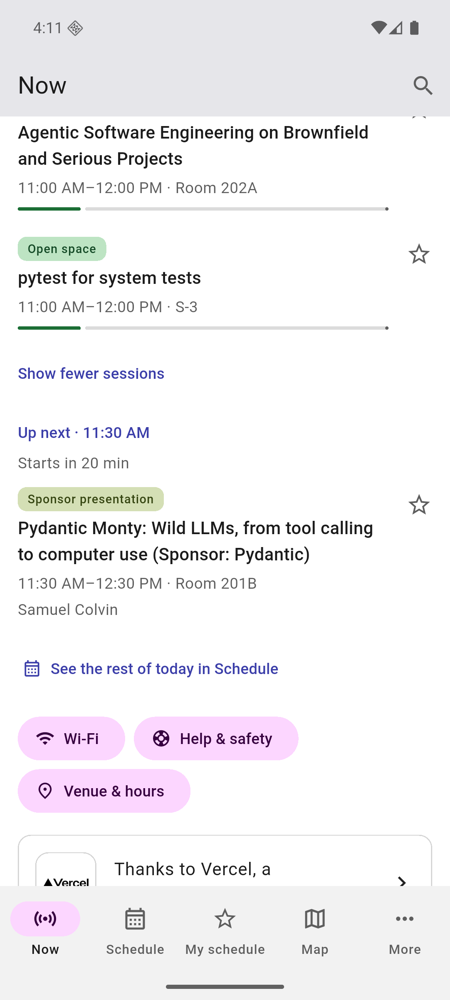 4:11
Now
Agentic Software Engineering on Brownfield
and Serious Projects
11:00 AM–12:00 PM · Room 202A
Open space
pytest for system tests
11:00 AM–12:00 PM · S-3
Show fewer sessions
Up next · 11:30 AM
Starts in 20 min
Sponsor presentation
Pydantic Monty: Wild LLMs, from tool calling
to computer use (Sponsor: Pydantic)
11:30 AM–12:30 PM · Room 201B
Samuel Colvin
See the rest of today in Schedule
Wi-Fi
Help & safety
Venue & hours
Thanks to Vercel, a
Vercel
Now
Schedule
My schedule
Map
More